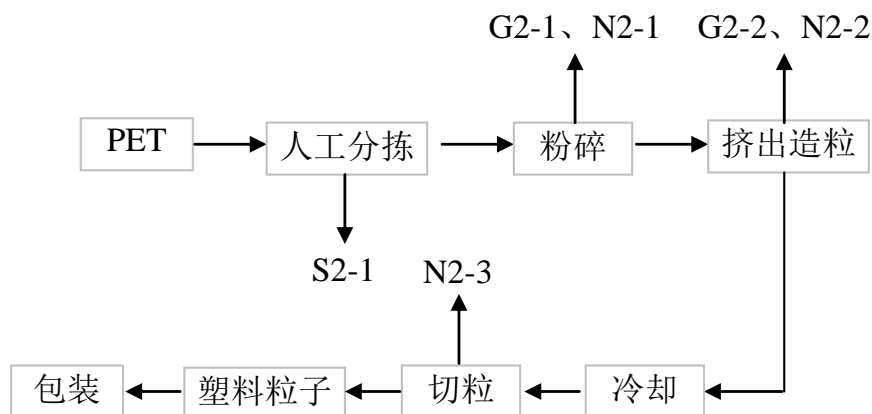 G2-1、N2-1
G2-2、N2-2
PET
人工分拣
粉碎
挤出造粒
S2-1
N2-3
包装
塑料粒子
切粒
冷却